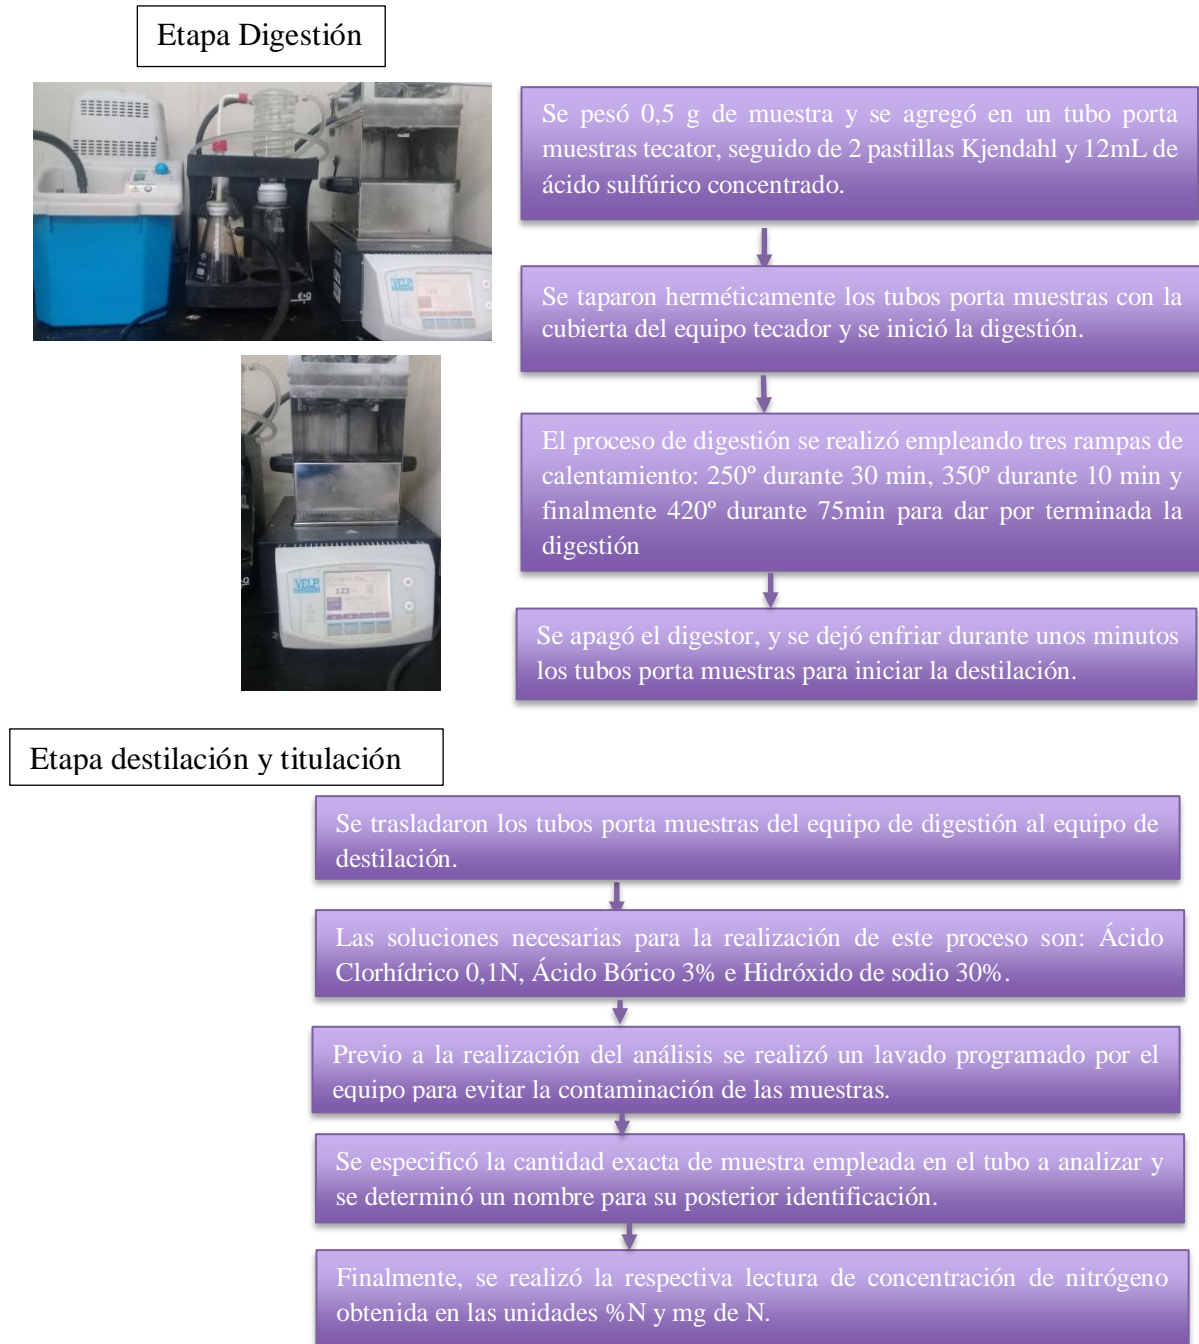 Etapa Digestión
Se pesó 0,5 g de muestra y se agregó en un tubo porta
muestras tecator, seguido de 2 pastillas Kjendahl y 12mL de
ácido sulfúrico concentrado.
VELP
Se taparon herméticamente los tubos porta muestras con la
cubierta del equipo tecador y se inició la digestión.
El proceso de digestión se realizó empleando tres rampas de
calentamiento: 250º durante 30 min, 350º durante 10 min y
finalmente 420º durante 75min para dar por terminada la
digestión
VELP
123
Se apagó el digestor, y se dejó enfriar durante unos minutos
los tubos porta muestras para iniciar la destilación.
Etapa destilación y titulación
Se trasladaron los tubos porta muestras del equipo de digestión al equipo de
destilación.
Las soluciones necesarias para la realización de este proceso son: Ácido
Clorhídrico 0,1N, Ácido Bórico 3% e Hidróxido de sodio 30%.
Previo a la realización del análisis se realizó un lavado programado por el
equipo para evitar la contaminación de las muestras.
Se especificó la cantidad exacta de muestra empleada en el tubo a analizar y
se determinó un nombre para su posterior identificación.
Finalmente, se realizó la respectiva lectura de concentración de nitrógeno
obtenida en las unidades %N y mg de N.